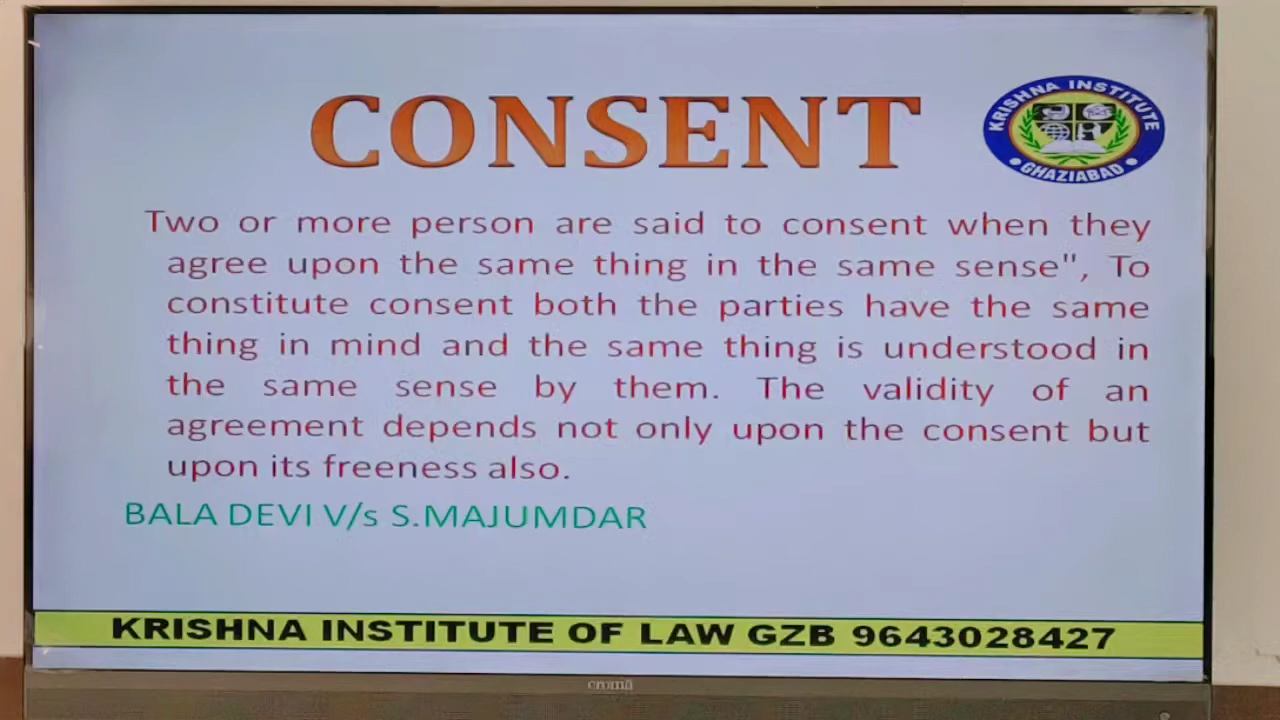 CONSENT
KRISHNA INSTITUTE
GHAZIABAD
Two or more person are said to consent when they
agree upon the same thing in the same sense", To
constitute consent both the parties have the same
thing in mind and the same thing is understood in
the same sense by them. The validity of an
agreement depends not only upon the consent but
upon its freeness also.
BALA DEVI V/s S.MAJUMDAR
KRISHNA INSTITUTE OF LAW GZB 9643028427
cromā